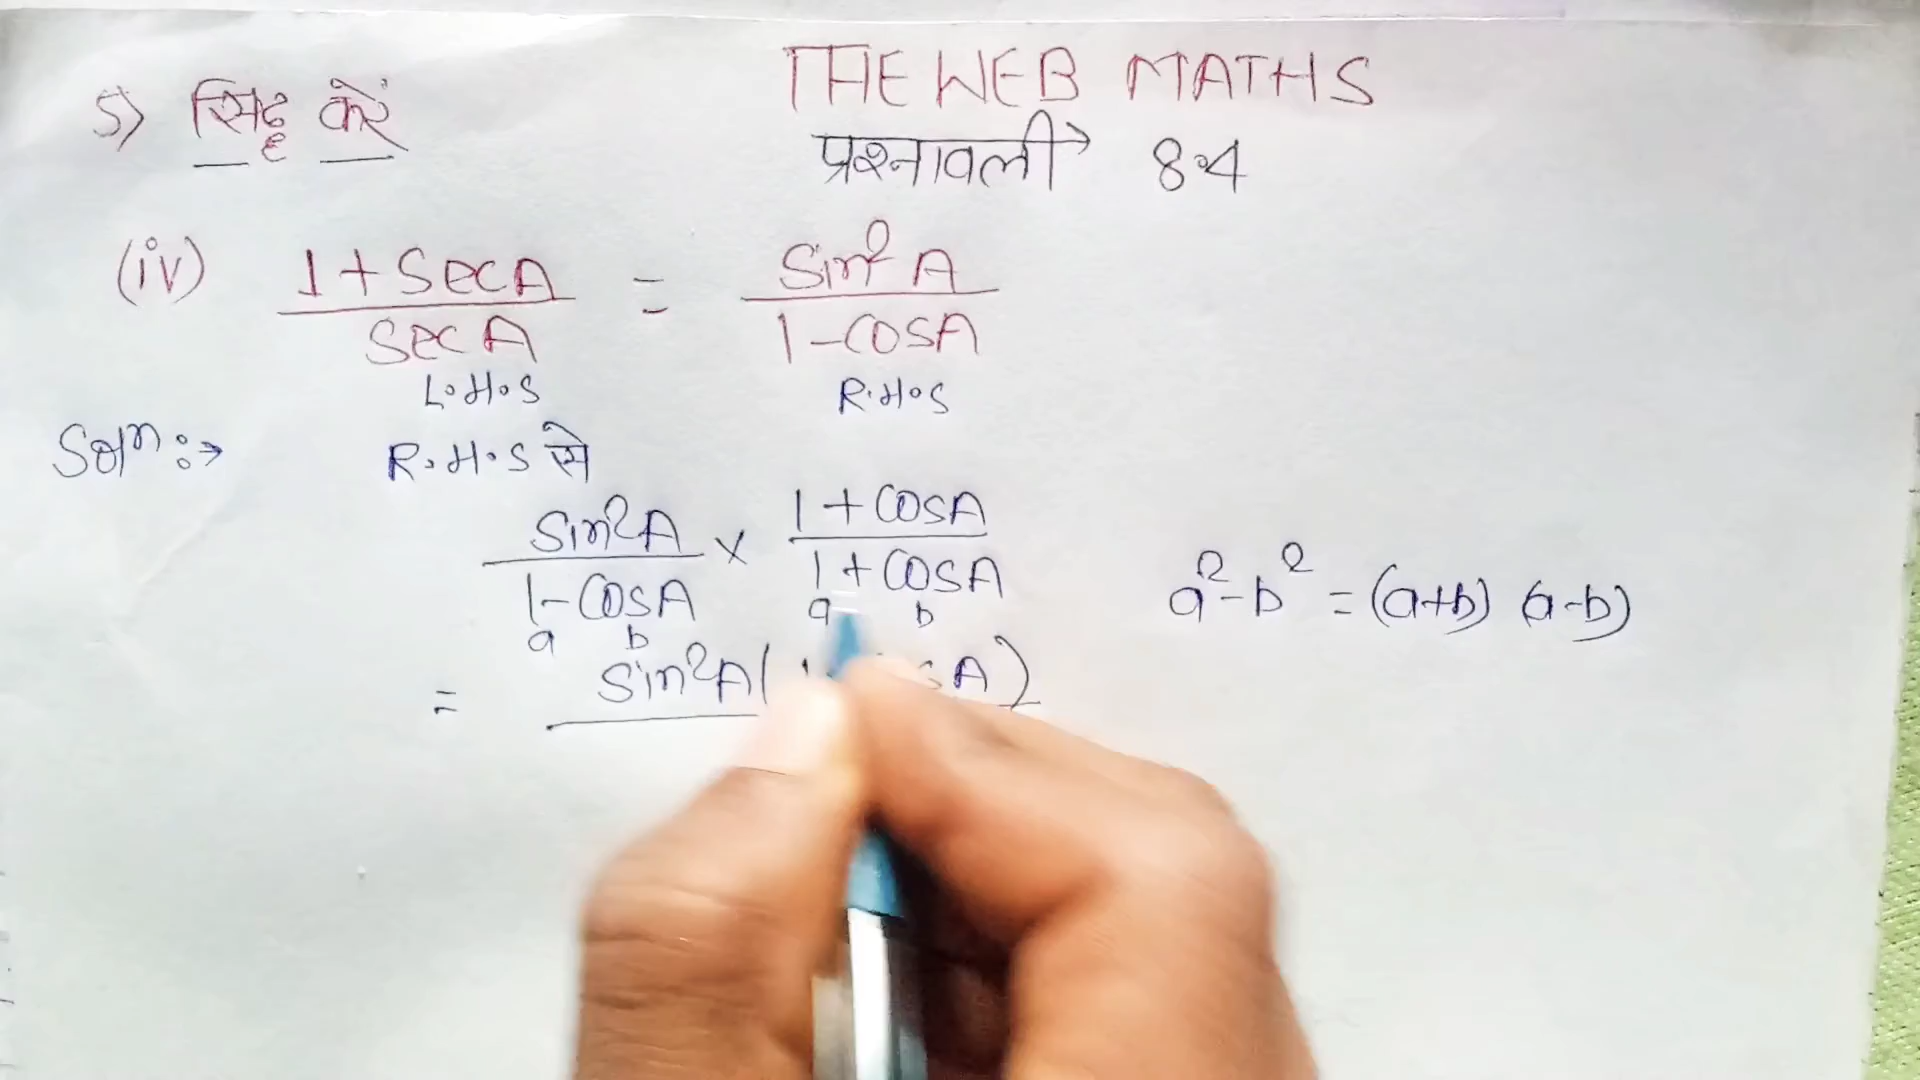 THE WEB MATHS
5) सिद्ध करें
प्रश्नावली → 8.4
(iv) 1+SecA / SecA = Sin²A / 1-COSA
L.H.S R.H.S
Soln :→ R.H.S से
Sin²A / 1-COSA × 1+COSA / 1+COSA
a b a b
a²-b² = (a+b) (a-b)
= Sin²A( A)